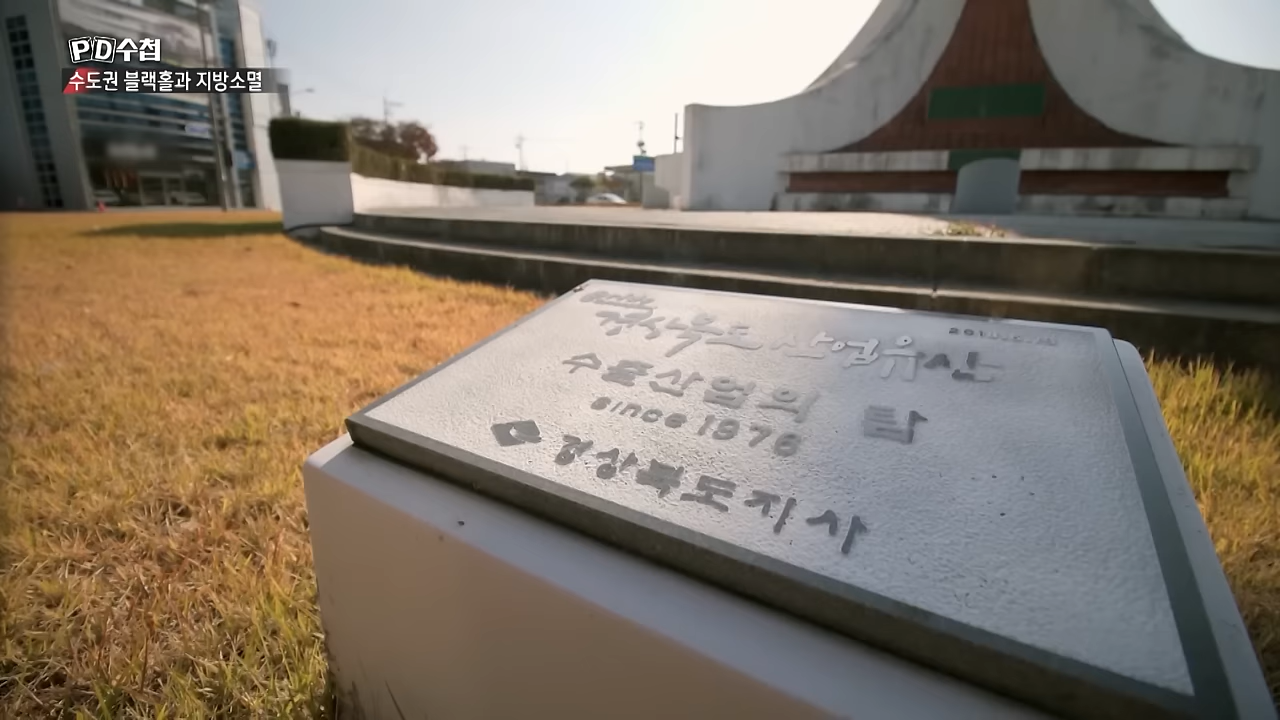 PD수첩
수도권 블랙홀과 지방소멸
경상북도 산업유산
수출산업의 탑
since 1976
경상북도지사